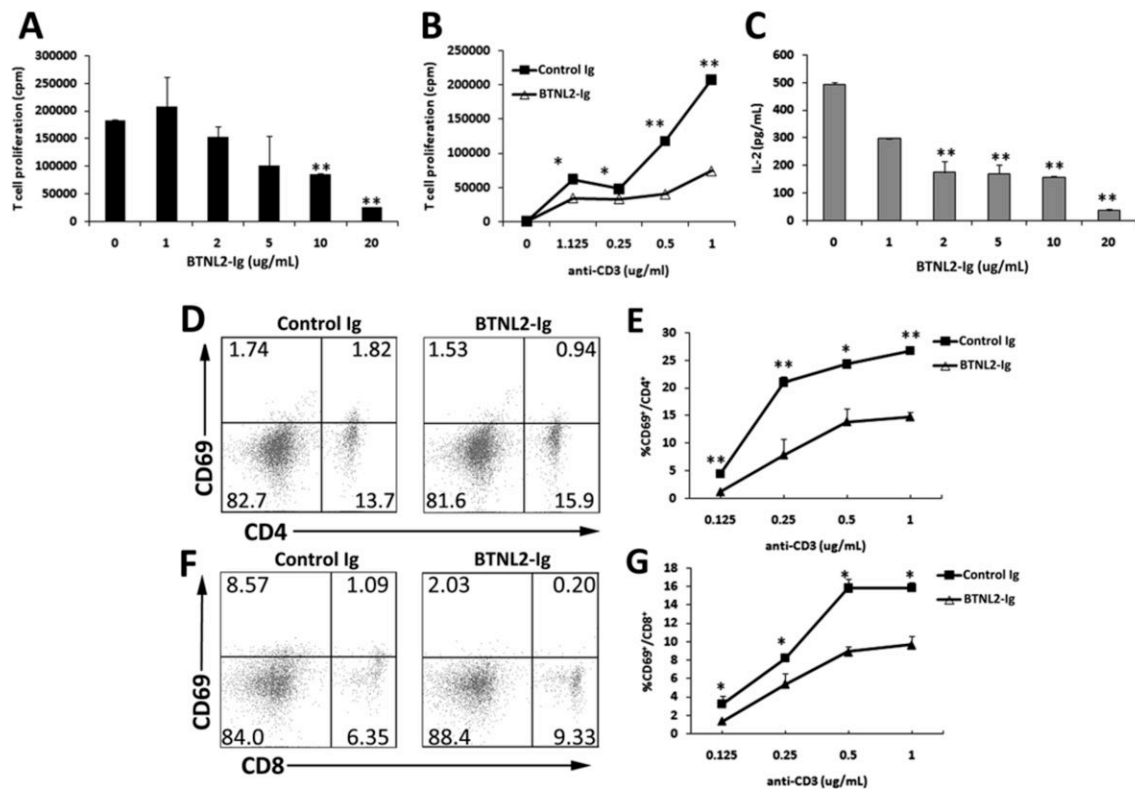 A
T cell proliferation (cpm)
300000
250000
200000
150000
100000
50000
0
**
**
0 1 2 5 10 20
BTNL2-Ig (ug/mL)
B
T cell proliferation (cpm)
250000
200000
150000
100000
50000
0
Control Ig
BTNL2-Ig
*
*
**
**
0 1.125 0.25 0.5 1
anti-CD3 (ug/ml)
C
IL-2 (pg/mL)
600
500
400
300
200
100
0
** ** ** **
0 1 2 5 10 20
BTNL2-Ig (ug/mL)
D
Control Ig BTNL2-Ig
1.74 1.82 1.53 0.94
CD69
82.7 13.7 81.6 15.9
CD4
E
%CD69⁺/CD4⁺
30
25
20
15
10
5
0
Control Ig
BTNL2-Ig
** ** * **
0.125 0.25 0.5 1
anti-CD3 (ug/mL)
F
Control Ig BTNL2-Ig
8.57 1.09 2.03 0.20
CD69
84.0 6.35 88.4 9.33
CD8
G
%CD69⁺/CD8⁺
18
16
14
12
10
8
6
4
2
0
Control Ig
BTNL2-Ig
* * * *
0.125 0.25 0.5 1
anti-CD3 (ug/mL)